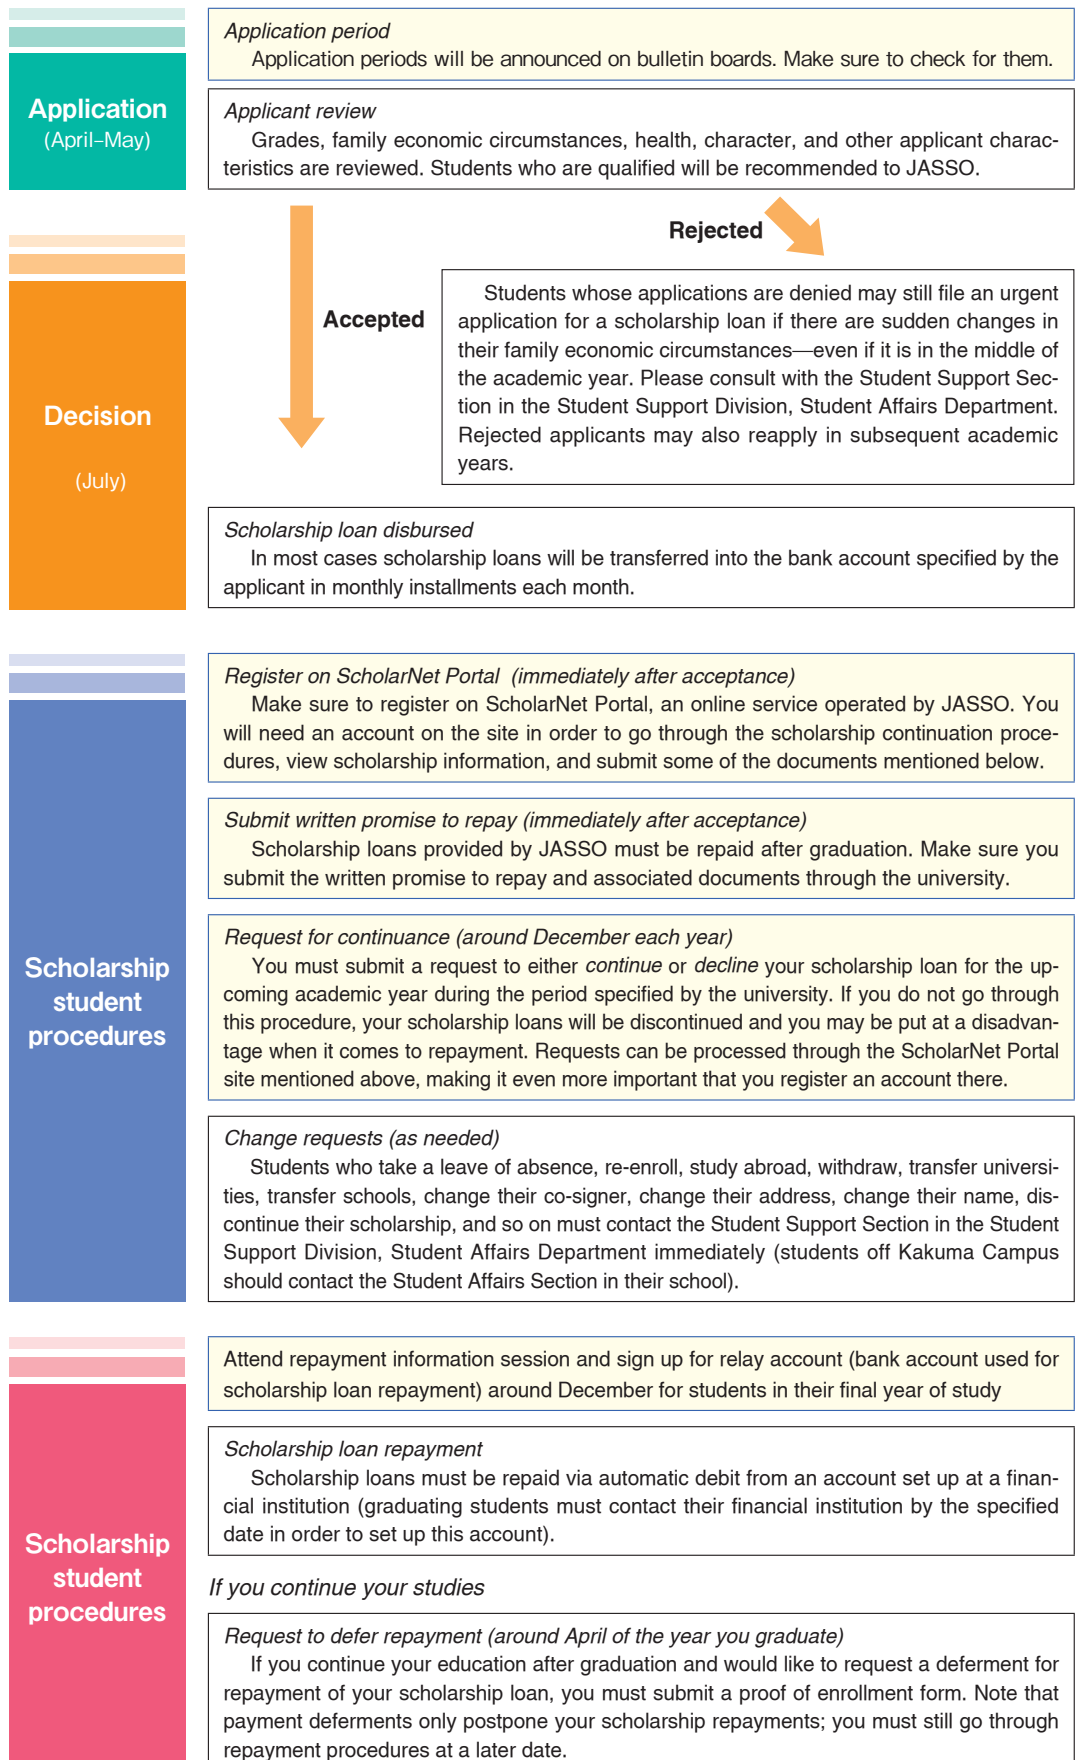 Application
(April–May)
Application period
Application periods will be announced on bulletin boards. Make sure to check for them.
Applicant review
Grades, family economic circumstances, health, character, and other applicant charac-
teristics are reviewed. Students who are qualified will be recommended to JASSO.
Rejected
Accepted
Students whose applications are denied may still file an urgent
application for a scholarship loan if there are sudden changes in
their family economic circumstances—even if it is in the middle of
the academic year. Please consult with the Student Support Sec-
tion in the Student Support Division, Student Affairs Department.
Rejected applicants may also reapply in subsequent academic
years.
Decision
(July)
Scholarship loan disbursed
In most cases scholarship loans will be transferred into the bank account specified by the
applicant in monthly installments each month.
Scholarship
student
procedures
Register on ScholarNet Portal (immediately after acceptance)
Make sure to register on ScholarNet Portal, an online service operated by JASSO. You
will need an account on the site in order to go through the scholarship continuation proce-
dures, view scholarship information, and submit some of the documents mentioned below.
Submit written promise to repay (immediately after acceptance)
Scholarship loans provided by JASSO must be repaid after graduation. Make sure you
submit the written promise to repay and associated documents through the university.
Request for continuance (around December each year)
You must submit a request to either continue or decline your scholarship loan for the up-
coming academic year during the period specified by the university. If you do not go through
this procedure, your scholarship loans will be discontinued and you may be put at a disadvan-
tage when it comes to repayment. Requests can be processed through the ScholarNet Portal
site mentioned above, making it even more important that you register an account there.
Change requests (as needed)
Students who take a leave of absence, re-enroll, study abroad, withdraw, transfer universi-
ties, transfer schools, change their co-signer, change their address, change their name, dis-
continue their scholarship, and so on must contact the Student Support Section in the Student
Support Division, Student Affairs Department immediately (students off Kakuma Campus
should contact the Student Affairs Section in their school).
Scholarship
student
procedures
Attend repayment information session and sign up for relay account (bank account used for
scholarship loan repayment) around December for students in their final year of study
Scholarship loan repayment
Scholarship loans must be repaid via automatic debit from an account set up at a finan-
cial institution (graduating students must contact their financial institution by the specified
date in order to set up this account).
If you continue your studies
Request to defer repayment (around April of the year you graduate)
If you continue your education after graduation and would like to request a deferment for
repayment of your scholarship loan, you must submit a proof of enrollment form. Note that
payment deferments only postpone your scholarship repayments; you must still go through
repayment procedures at a later date.